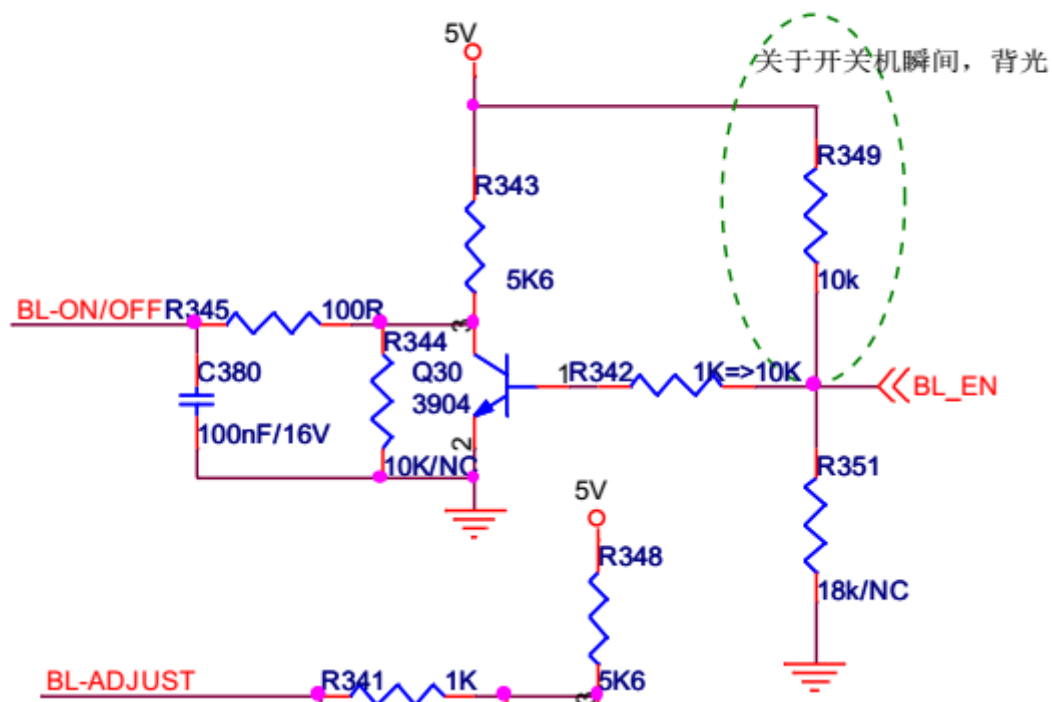 5V
关于开关机瞬间，背光
R349
R343
10k
5K6
BL-ON/OFF
R345
100R
3
R344
C380
Q30
1
R342
1K=>10K
BL_EN
3904
100nF/16V
2
10K/NC
R351
5V
R348
18k/NC
BL-ADJUST
R341
1K
5K6